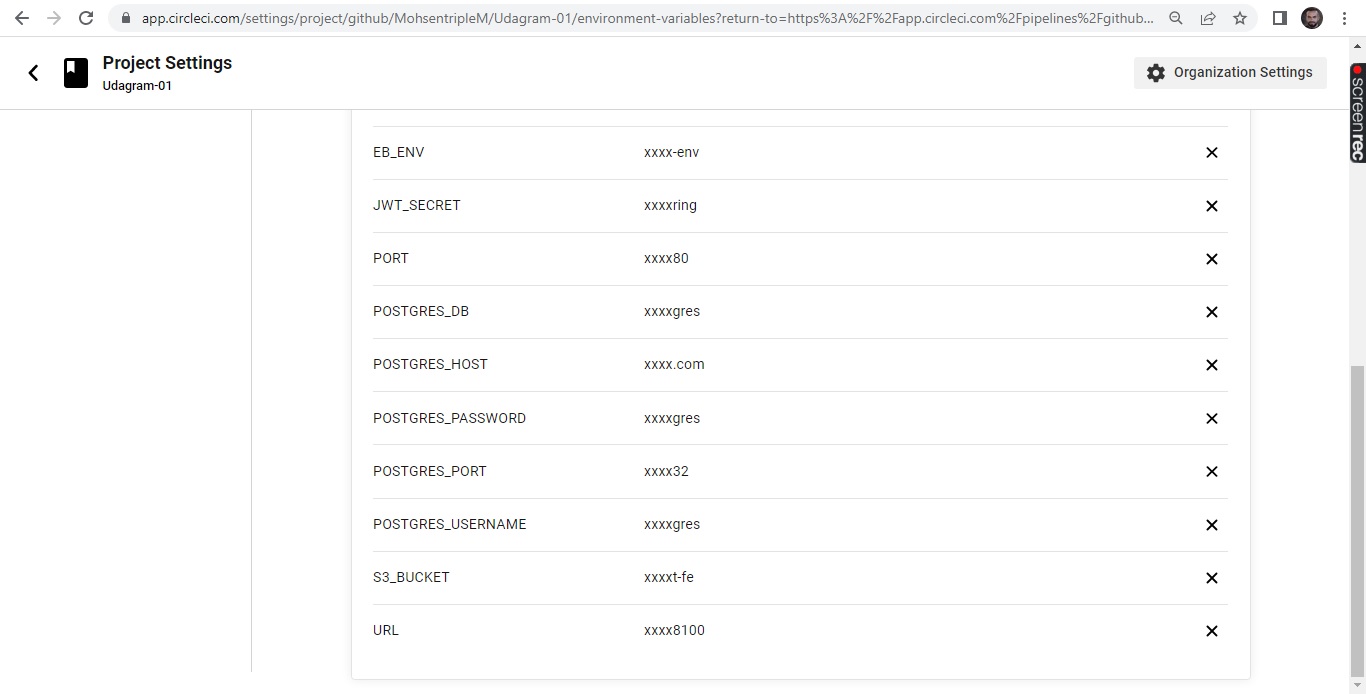 app.circleci.com/settings/project/github/MohsentripleM/Udagram-01/environment-variables?return-to=https%3A%2F%2Fapp.circleci.com%2Fpipelines%2Fgithub...
Project Settings
Udagram-01
Organization Settings
screenrec
EB_ENV xxxx-env
JWT_SECRET xxxxring
PORT xxxx80
POSTGRES_DB xxxxgres
POSTGRES_HOST xxxx.com
POSTGRES_PASSWORD xxxxgres
POSTGRES_PORT xxxx32
POSTGRES_USERNAME xxxxgres
S3_BUCKET xxxxt-fe
URL xxxx8100